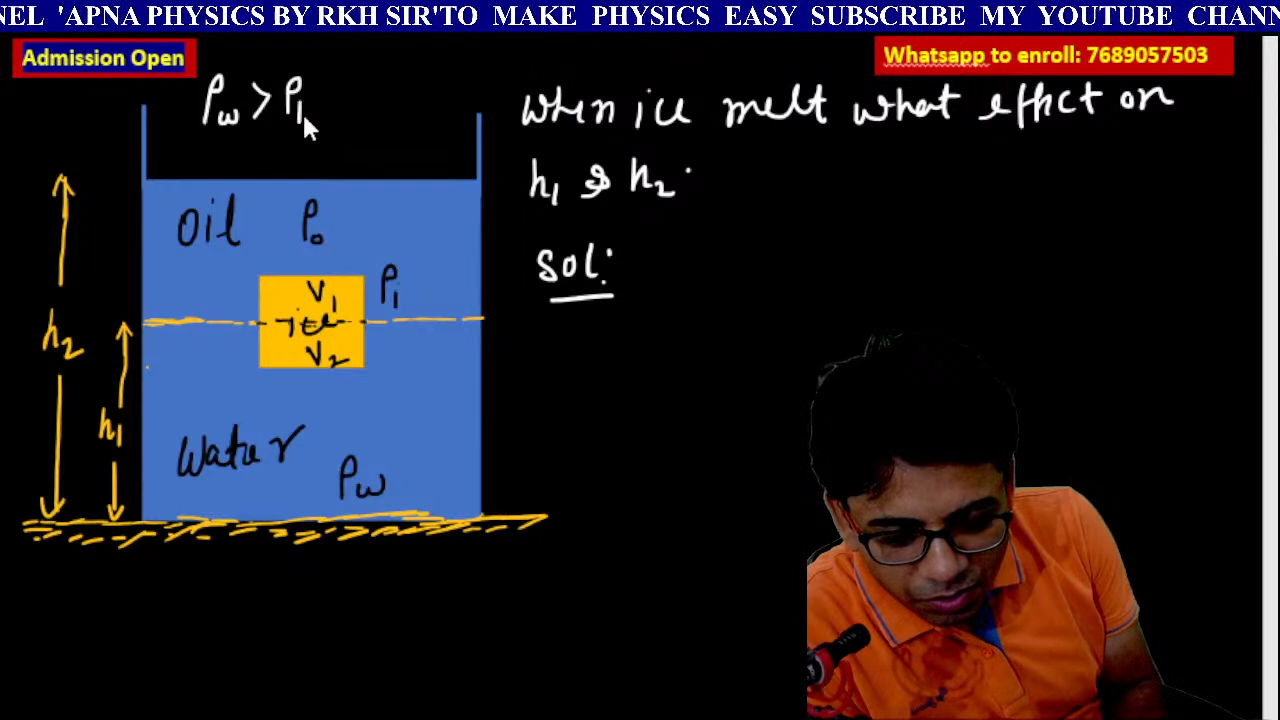 NEL 'APNA PHYSICS BY RKH SIR'TO MAKE PHYSICS EASY SUBSCRIBE MY YOUTUBE CHANN
Admission Open
Whatsapp to enroll: 7689057503
ρw > ρ1
When ice melt what effect on
h1 & h2.
Sol:
Oil ρo
V1
ρ1
ice
V2
h2
h1
Water
ρw